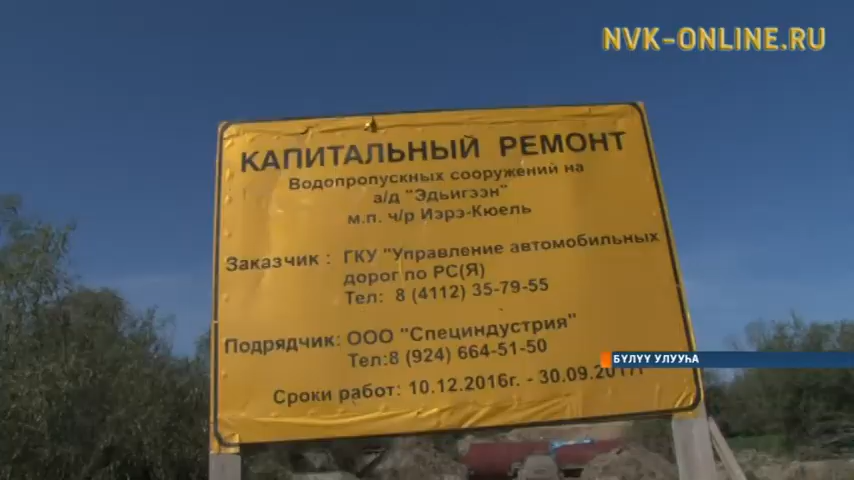 NVK-ONLINE.RU
КАПИТАЛЬНЫЙ РЕМОНТ
Водопропускных сооружений на
а/д "Эдьигээн"
м.п. ч/р Иэрэ-Кюель
Заказчик : ГКУ "Управление автомобильных
дорог по РС(Я)
Тел: 8 (4112) 35-79-55
Подрядчик: ООО "Специндустрия"
Тел:8 (924) 664-51-50
БҮЛҮҮ УЛУУҺА
Сроки работ: 10.12.2016г. - 30.09.2017г.